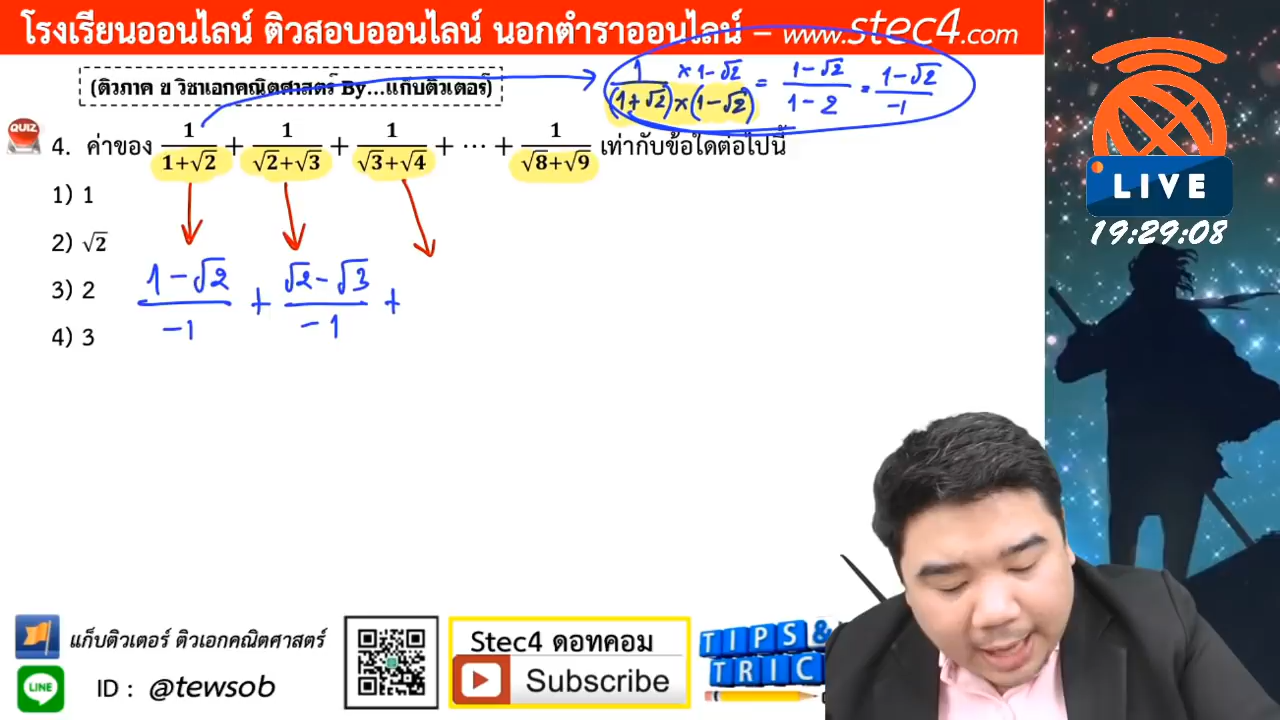 โรงเรียนออนไลน์ ติวสอบออนไลน์ นอกตำราออนไลน์ – www.stec4.com
(ติวภาค ข วิชาเอกคณิตศาสตร์ By...แก๊บติวเตอร์)
1/(1+√2) × 1-√2/(1-√2) = 1-√2/1-2 = 1-√2/-1
QUIZ
4. ค่าของ 1/(1+√2) + 1/(√2+√3) + 1/(√3+√4) + ⋯ + 1/(√8+√9) เท่ากับข้อใดต่อไปนี้
1) 1
2) √2
3) 2
4) 3
1-√2/-1 + √2-√3/-1 +
LIVE
19:29:08
แก๊บติวเตอร์ ติวเอกคณิตศาสตร์
LINE
ID : @tewsob
Stec4 ดอทคอม
Subscribe
TIPS&
TRIC